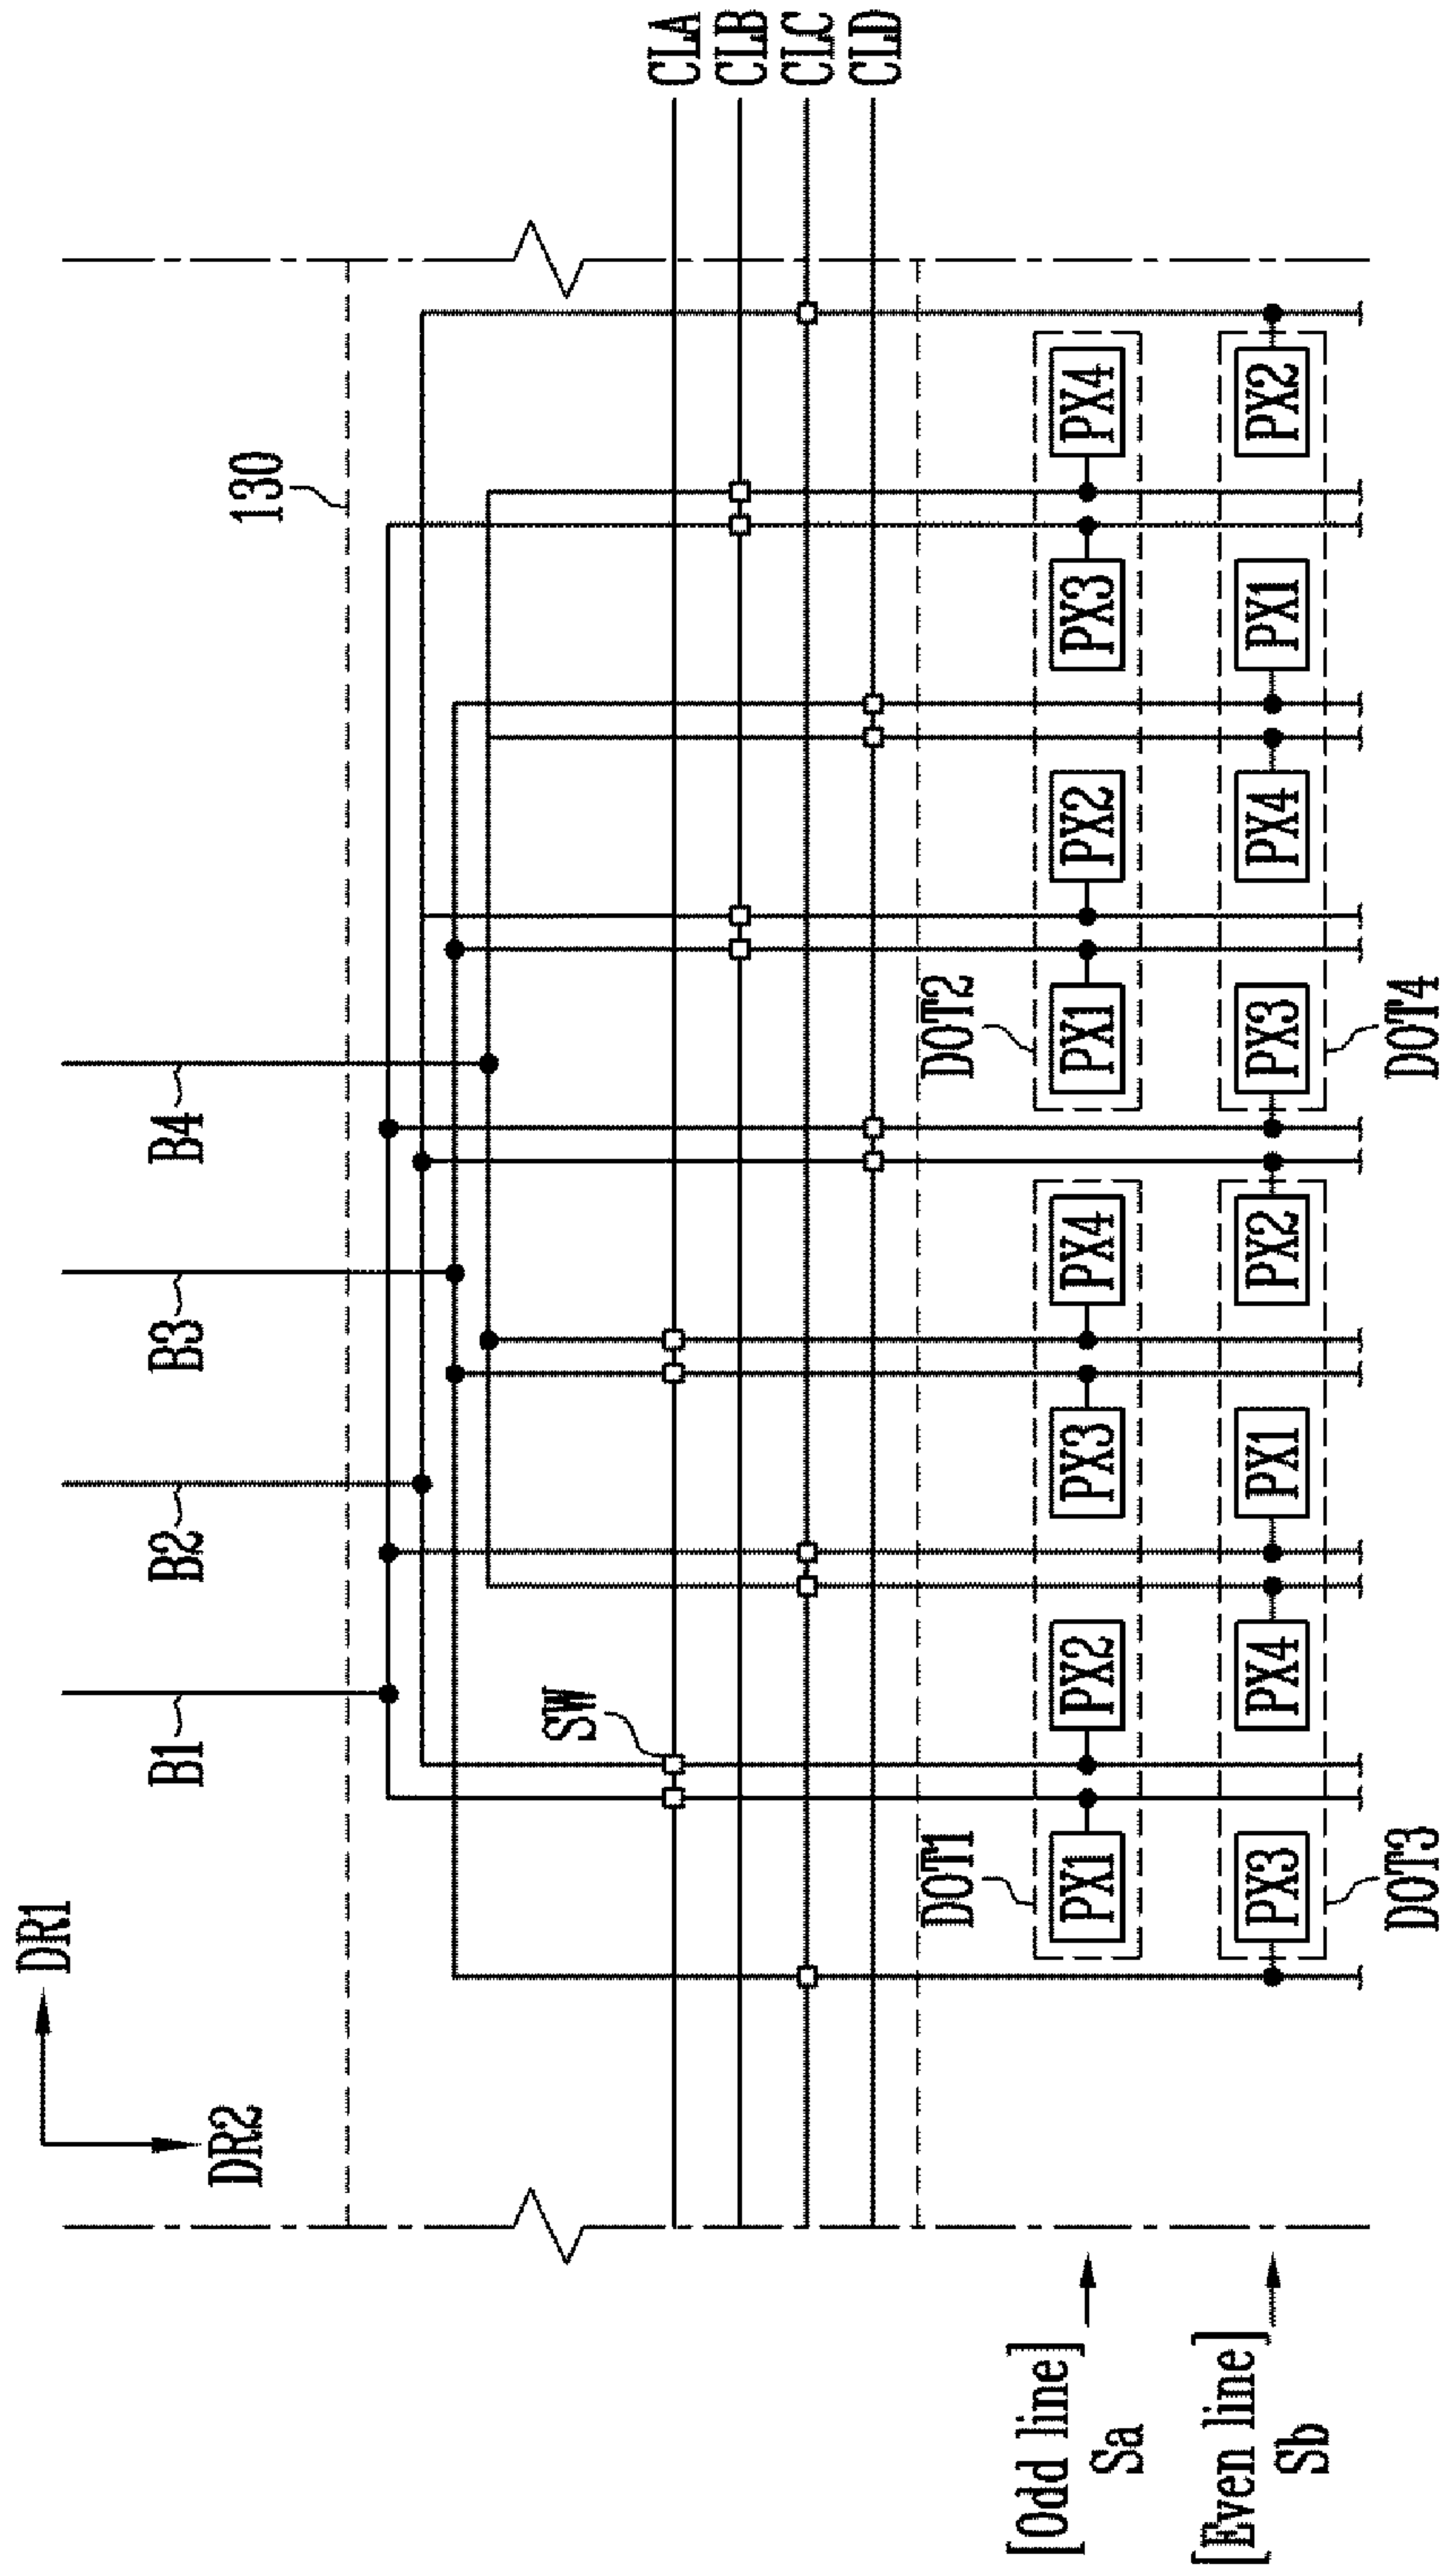 DR1
DR2
B1
B2
B3
B4
130
SW
CLA
CLB
CLC
CLD
DOT1
DOT2
[Odd line]
Sa
PX1
PX2
PX3
PX4
PX1
PX2
PX3
PX4
[Even line]
Sb
PX3
PX4
PX1
PX2
PX3
PX4
PX1
PX2
DOT3
DOT4